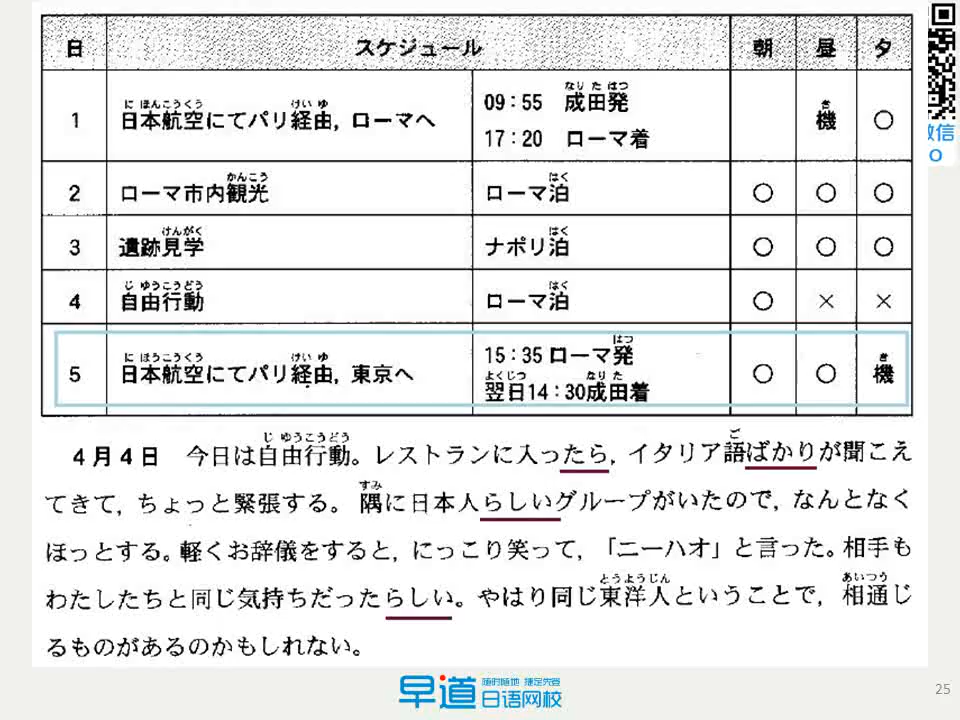 日 スケジュール 朝 昼 夕
1 日本航空にてパリ経由，ローマへ 09：55 成田発 機 ○
17：20 ローマ着
2 ローマ市内観光 ローマ泊 ○ ○ ○
3 遺跡見学 ナポリ泊 ○ ○ ○
4 自由行動 ローマ泊 ○ × ×
5 日本航空にてパリ経由，東京へ 15：35 ローマ発 ○ ○ 機
翌日14：30成田着
4月4日 今日は自由行動。レストランに入ったら，イタリア語ばかりが聞こえ
てきて，ちょっと緊張する。隅に日本人らしいグループがいたので，なんとなく
ほっとする。軽くお辞儀をすると，にっこり笑って，「ニーハオ」と言った。相手も
わたしたちと同じ気持ちだったらしい。やはり同じ東洋人ということで，相通じ
るものがあるのかもしれない。
早道 随时随地 捷足先登
日语网校
25
微信